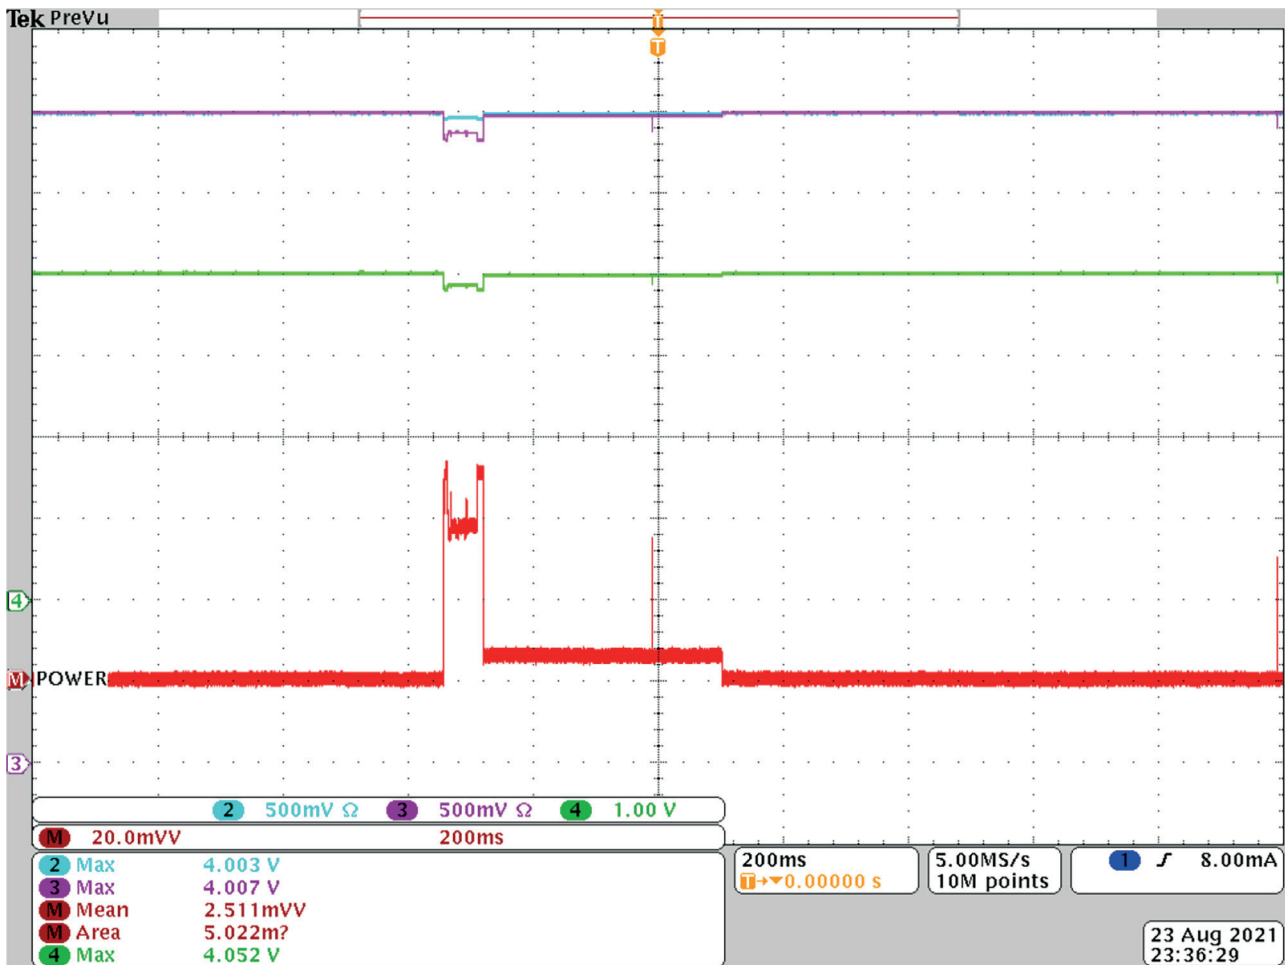 Tek PreVu
T
T
4
M POWER
3
2 500mV Ω 3 500mV Ω 4 1.00 V
M 20.0mVV 200ms
2 Max 4.003 V
3 Max 4.007 V
M Mean 2.511mVV
M Area 5.022m?
4 Max 4.052 V
200ms
T→▼0.00000 s
5.00MS/s
10M points
1 ƒ 8.00mA
23 Aug 2021
23:36:29